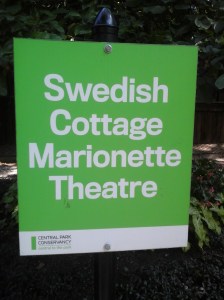 Swedish
Cottage
Marionette
Theatre
CENTRAL PARK
CONSERVANCY